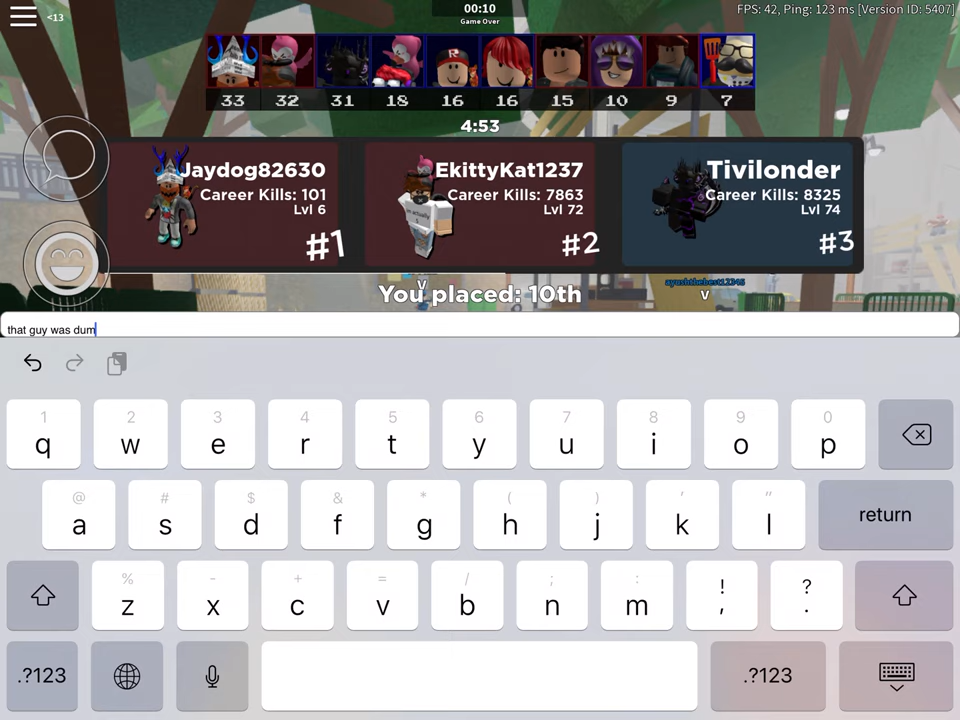 <13
00:10
Game Over
FPS: 42, Ping: 123 ms [Version ID: 5407]
33 32 31 18 16 16 15 10 9 7
4:53
Jaydog82630
Career Kills: 101
Lvl 6
#1
EkittyKat1237
Career Kills: 7863
Lvl 72
#2
Tivilonder
Career Kills: 8325
Lvl 74
#3
You placed: 10th
v
v
that guy was dum
1 2 3 4 5 6 7 8 9 0
q w e r t y u i o p
@ # $ & * ( ) ' "
a s d f g h j k l return
% - + = / ; : ! ?
z x c v b n m , .
.?123 .?123